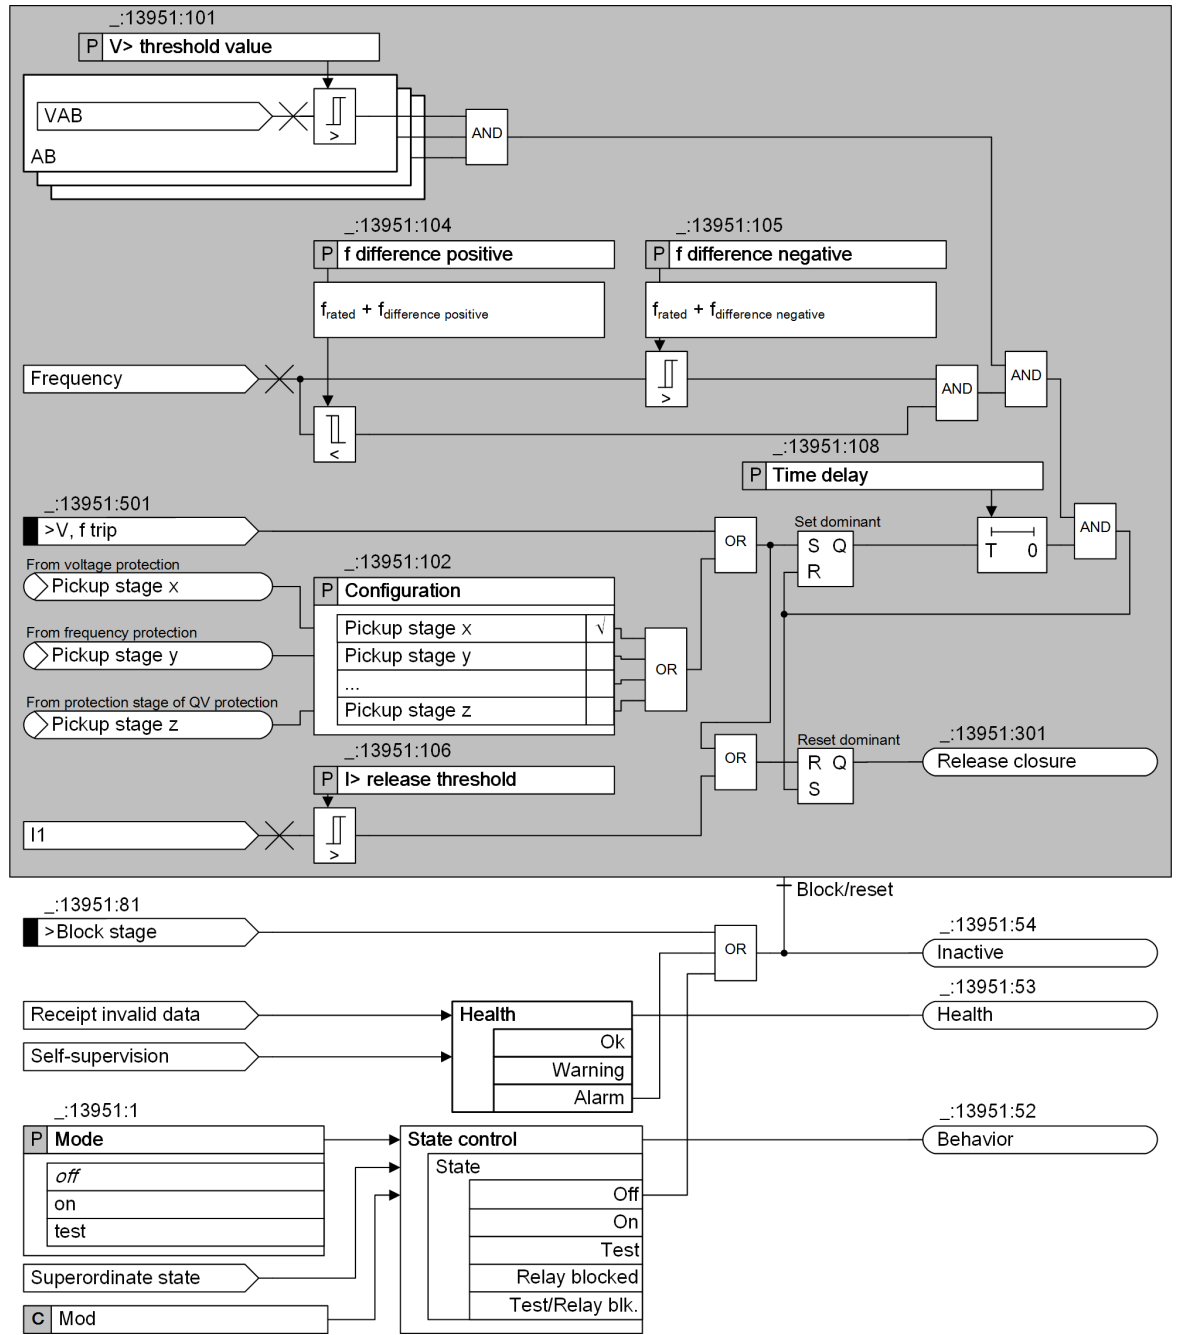 _:13951:101
P V> threshold value
VAB
>
AND
AB
_:13951:104
_:13951:105
P f difference positive
P f difference negative
frated + fdifference positive
frated + fdifference negative
Frequency
>
AND
AND
<
_:13951:108
P Time delay
_:13951:501
>V, f trip
OR
Set dominant
S Q
R
T 0
AND
From voltage protection
Pickup stage x
_:13951:102
P Configuration
From frequency protection
Pickup stage y
Pickup stage x √
Pickup stage y
...
Pickup stage z
OR
From protection stage of QV protection
Pickup stage z
_:13951:106
P I> release threshold
OR
Reset dominant
R Q
S
_:13951:301
Release closure
I1
>
Block/reset
_:13951:81
>Block stage
OR
_:13951:54
Inactive
_:13951:53
Health
Receipt invalid data
Self-supervision
Health
Ok
Warning
Alarm
_:13951:1
P Mode
off
on
test
State control
State
Off
On
Test
Relay blocked
Test/Relay blk.
_:13951:52
Behavior
Superordinate state
C Mod